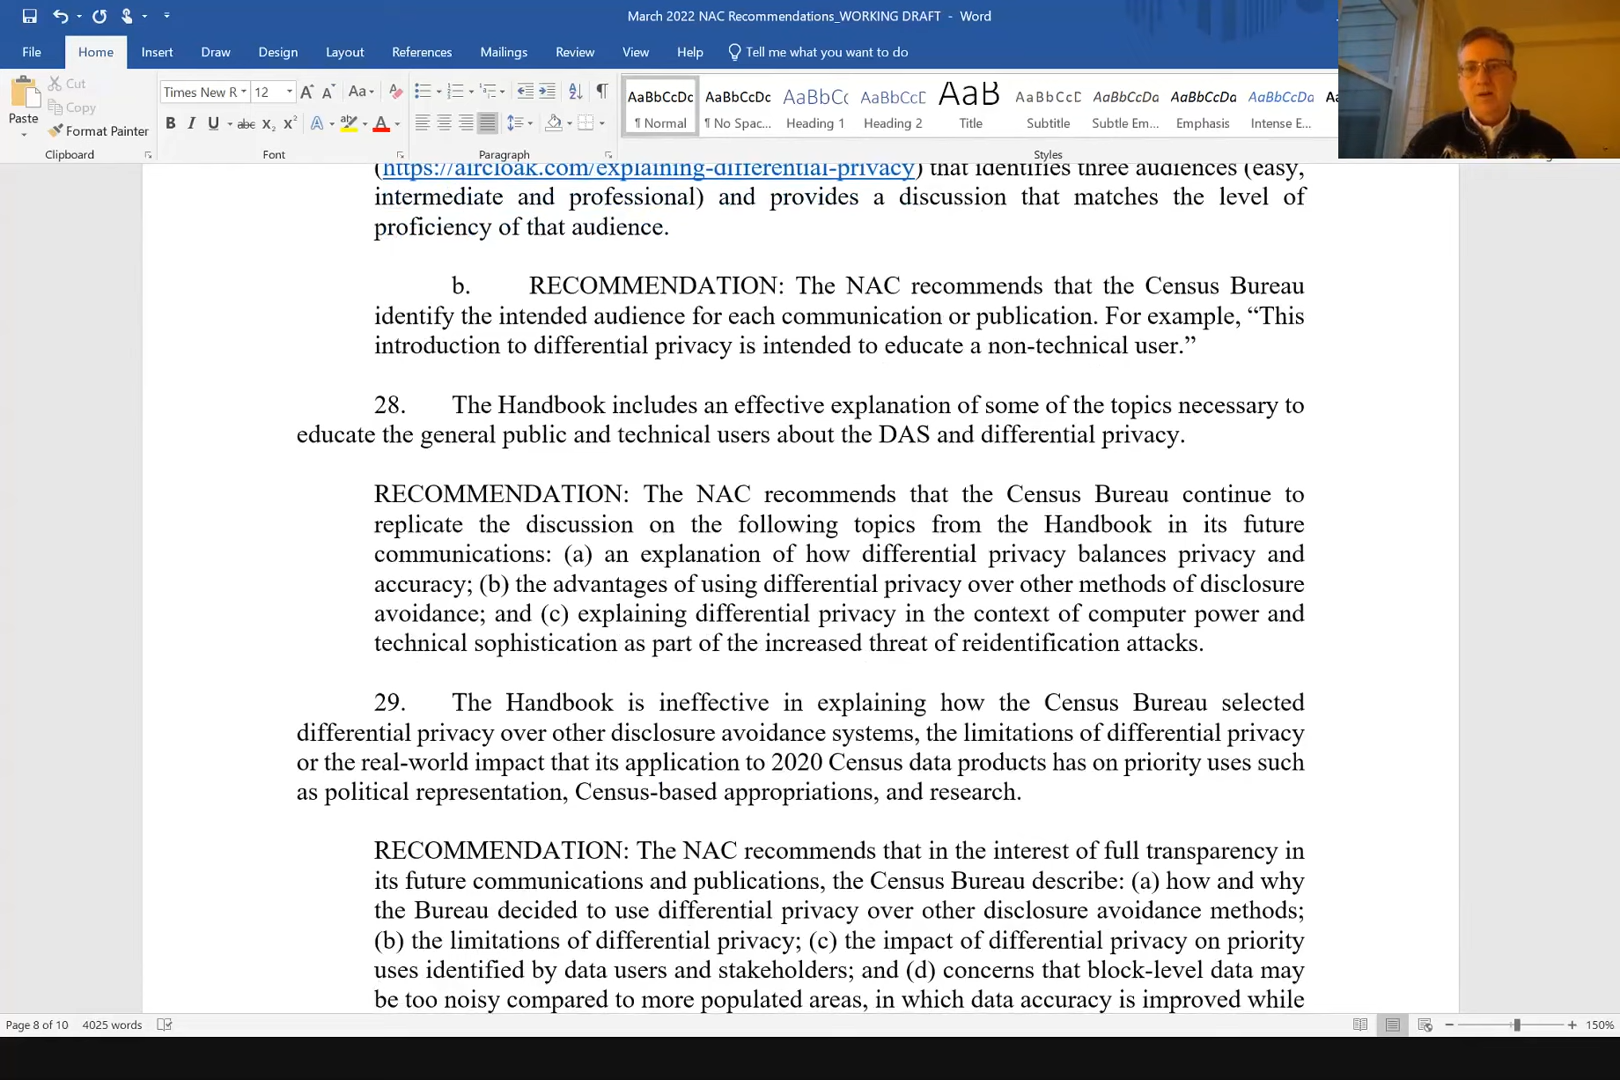 March 2022 NAC Recommendations_WORKING DRAFT - Word
File Home Insert Draw Design Layout References Mailings Review View Help Tell me what you want to do
Paste
Cut
Copy
Format Painter
Clipboard
Times New R 12
Font
Paragraph
AaBbCcDc AaBbCcDc AaBbCc AaBbCcD AaB AaBbCcD AaBbCcDa AaBbCcDa AaBbCcDa
¶ Normal ¶ No Spac... Heading 1 Heading 2 Title Subtitle Subtle Em... Emphasis Intense E...
Styles
(https://aircloak.com/explaining-differential-privacy) that identifies three audiences (easy,
intermediate and professional) and provides a discussion that matches the level of
proficiency of that audience.
b. RECOMMENDATION: The NAC recommends that the Census Bureau
identify the intended audience for each communication or publication. For example, “This
introduction to differential privacy is intended to educate a non-technical user.”
28. The Handbook includes an effective explanation of some of the topics necessary to
educate the general public and technical users about the DAS and differential privacy.
RECOMMENDATION: The NAC recommends that the Census Bureau continue to
replicate the discussion on the following topics from the Handbook in its future
communications: (a) an explanation of how differential privacy balances privacy and
accuracy; (b) the advantages of using differential privacy over other methods of disclosure
avoidance; and (c) explaining differential privacy in the context of computer power and
technical sophistication as part of the increased threat of reidentification attacks.
29. The Handbook is ineffective in explaining how the Census Bureau selected
differential privacy over other disclosure avoidance systems, the limitations of differential privacy
or the real-world impact that its application to 2020 Census data products has on priority uses such
as political representation, Census-based appropriations, and research.
RECOMMENDATION: The NAC recommends that in the interest of full transparency in
its future communications and publications, the Census Bureau describe: (a) how and why
the Bureau decided to use differential privacy over other disclosure avoidance methods;
(b) the limitations of differential privacy; (c) the impact of differential privacy on priority
uses identified by data users and stakeholders; and (d) concerns that block-level data may
be too noisy compared to more populated areas, in which data accuracy is improved while
Page 8 of 10 4025 words 150%